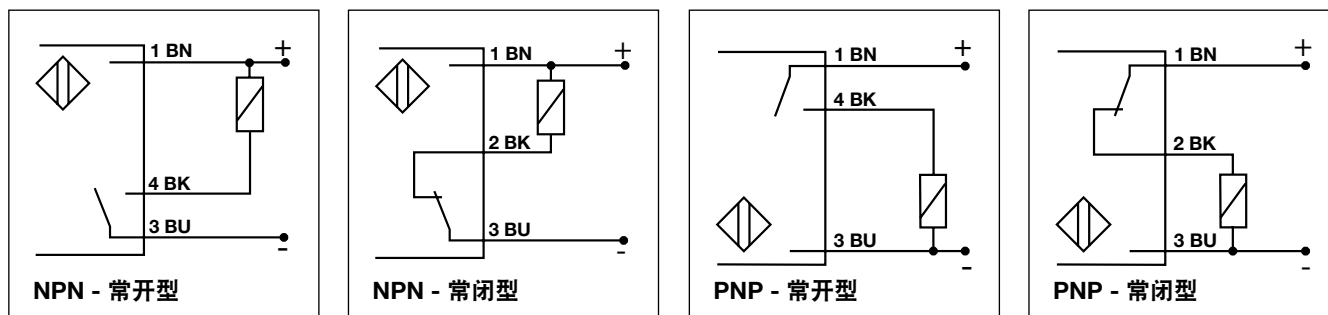 1 BN
+
4 BK
3 BU
-
NPN - 常开型
1 BN
+
2 BK
3 BU
-
NPN - 常闭型
1 BN
+
4 BK
3 BU
-
PNP - 常开型
1 BN
+
2 BK
3 BU
-
PNP - 常闭型